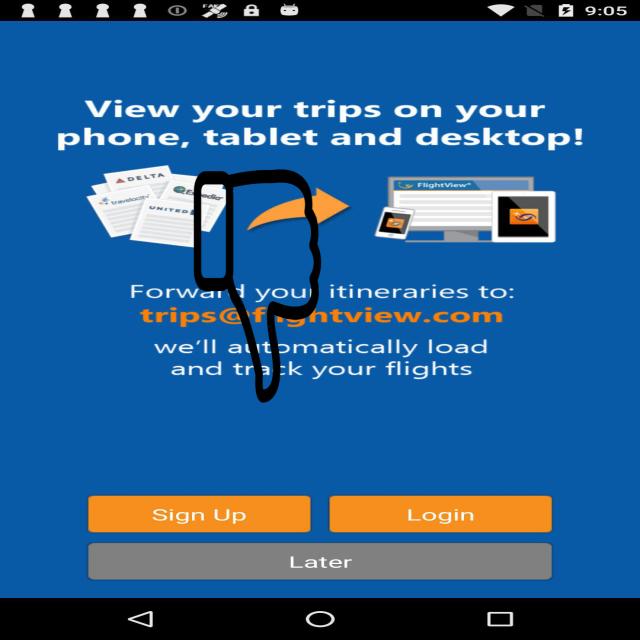 9:05
View your trips on your
phone, tablet and desktop!
DELTA
Expedia
travelocity
UNITED
FlightView
Forward your itineraries to:
trips@flightview.com
we'll automatically load
and track your flights
Sign Up
Login
Later